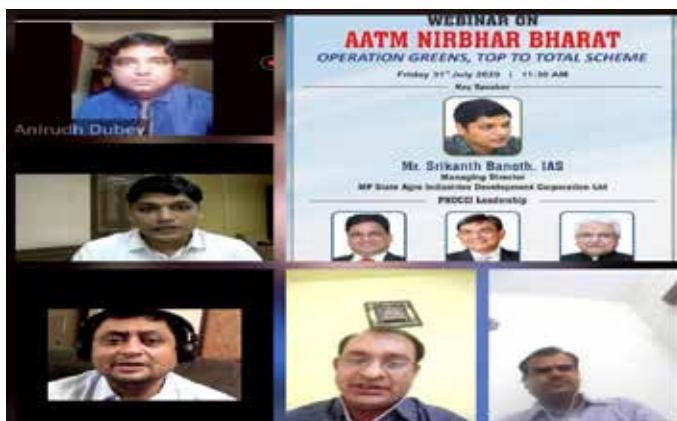 Anirudh Dubey
WEBINAR ON
AATM NIRBHAR BHARAT
OPERATION GREENS, TOP TO TOTAL SCHEME
Friday 31st July 2020 | 11:30 AM
Key Speaker
Mr. Srikanth Banoth, IAS
Managing Director
MP State Agro Industries Development Corporation Ltd
PHDCCI Leadership